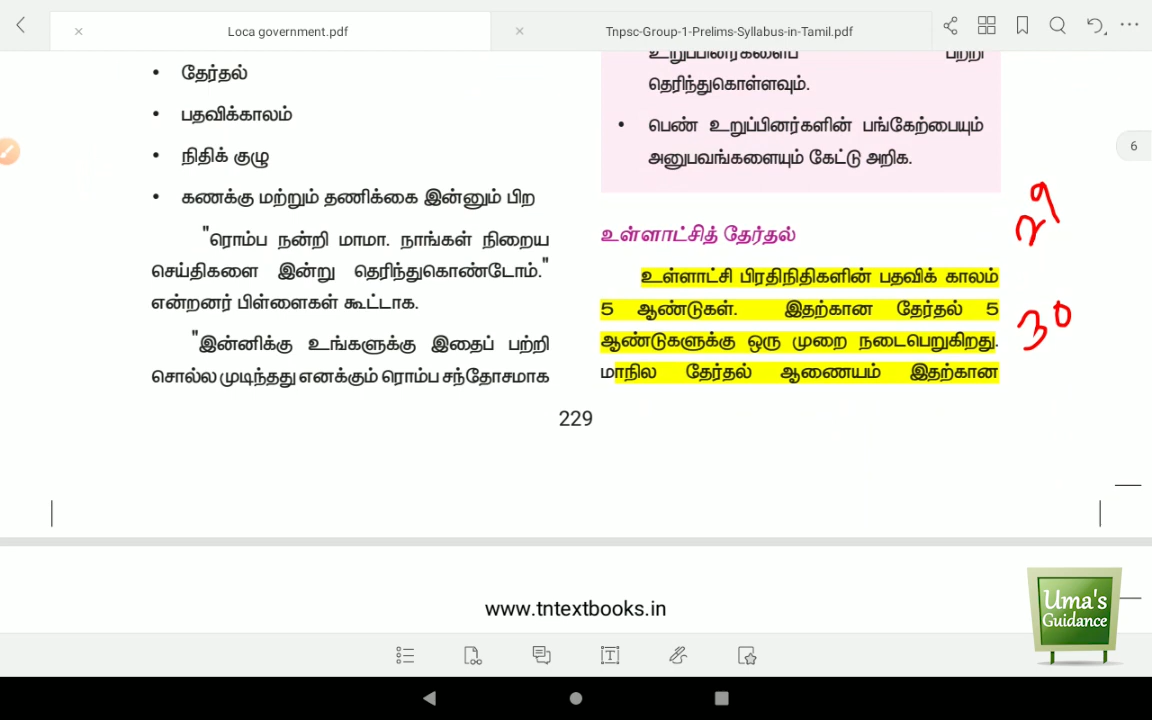 Loca government.pdf
Tnpsc-Group-1-Prelims-Syllabus-in-Tamil.pdf
• தேர்தல்
• பதவிக்காலம்
• நிதிக் குழு
• கணக்கு மற்றும் தணிக்கை இன்னும் பிற
"ரொம்ப நன்றி மாமா. நாங்கள் நிறைய
செய்திகளை இன்று தெரிந்துகொண்டோம்."
என்றனர் பிள்ளைகள் கூட்டாக.
"இன்னிக்கு உங்களுக்கு இதைப் பற்றி
சொல்ல முடிந்தது எனக்கும் ரொம்ப சந்தோசமாக
உறுப்பினர்களைப் பற்றி
தெரிந்துகொள்ளவும்.
• பெண் உறுப்பினர்களின் பங்கேற்பையும்
அனுபவங்களையும் கேட்டு அறிக.
உள்ளாட்சித் தேர்தல்
உள்ளாட்சி பிரதிநிதிகளின் பதவிக் காலம்
5 ஆண்டுகள். இதற்கான தேர்தல் 5
ஆண்டுகளுக்கு ஒரு முறை நடைபெறுகிறது.
மாநில தேர்தல் ஆணையம் இதற்கான
6
29
30
229
www.tntextbooks.in
Uma's
Guidance